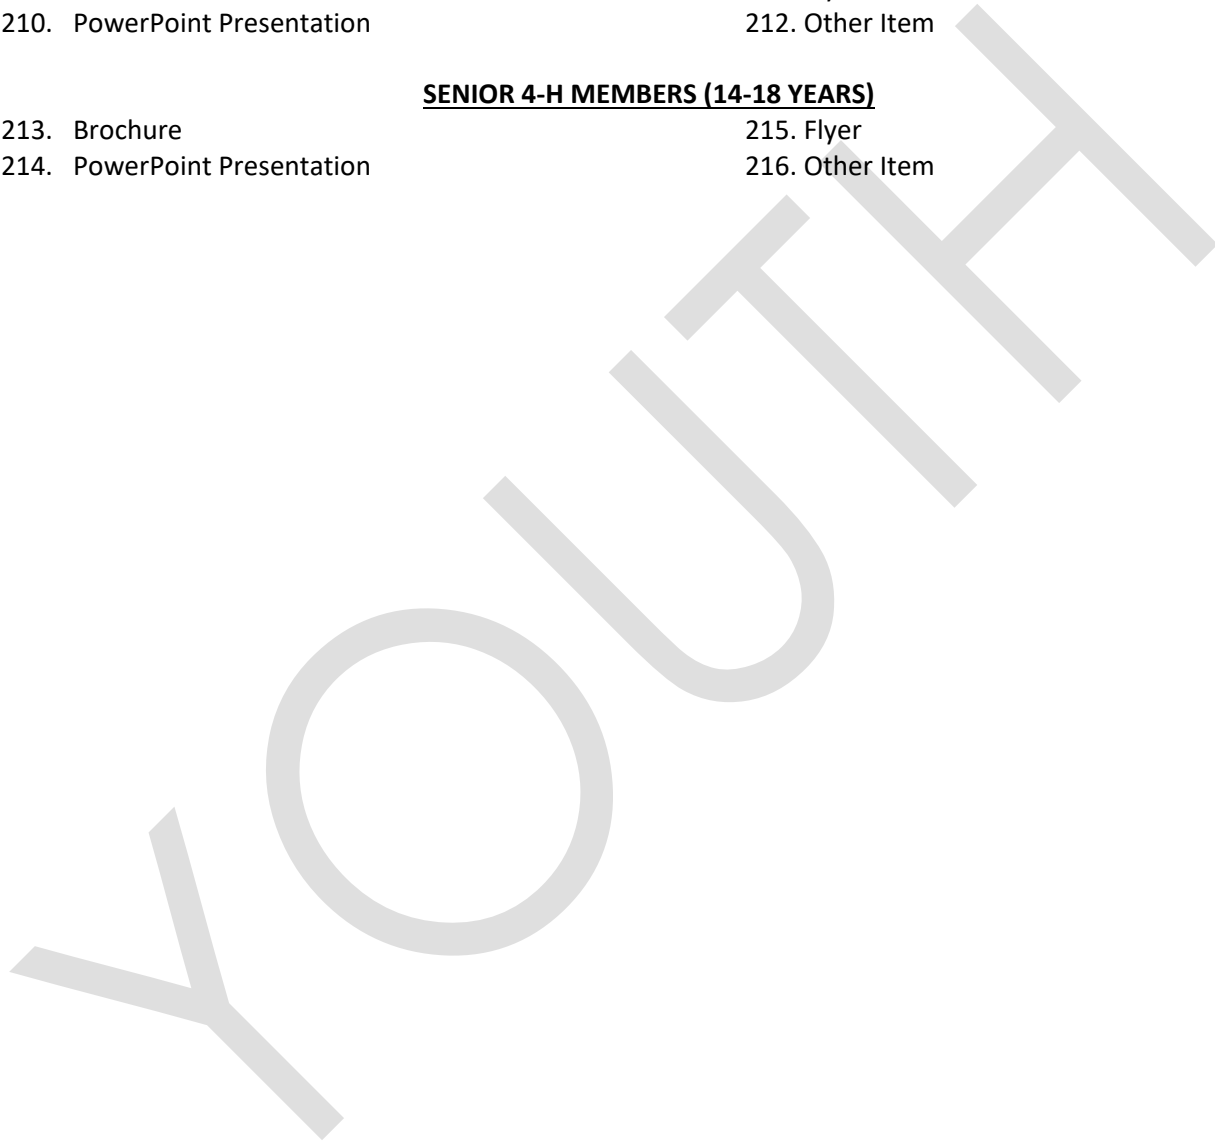 210. PowerPoint Presentation 212. Other Item
SENIOR 4-H MEMBERS (14-18 YEARS)
213. Brochure 215. Flyer
214. PowerPoint Presentation 216. Other Item
YOUTH